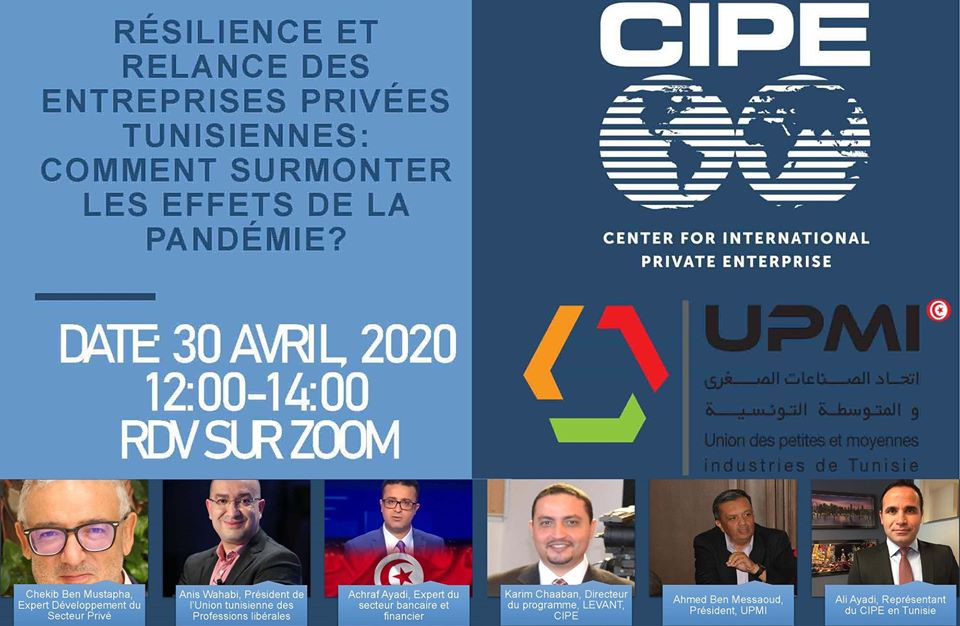 RÉSILIENCE ET
RELANCE DES
ENTREPRISES PRIVÉES
TUNISIENNES:
COMMENT SURMONTER
LES EFFETS DE LA
PANDÉMIE?
DATE: 30 AVRIL, 2020
12:00-14:00
RDV SUR ZOOM
CIPE
CENTER FOR INTERNATIONAL
PRIVATE ENTERPRISE
UPMI
اتحاد الصناعات الصغرى
و المتوسطة التونسية
Union des petites et moyennes
industries de Tunisie
Chekib Ben Mustapha,
Expert Développement du
Secteur Privé
Anis Wahabi, Président de
l'Union tunisienne des
Professions libérales
Achraf Ayadi, Expert du
secteur bancaire et
financier
Karim Chaaban, Directeur
du programme, LEVANT,
CIPE
Ahmed Ben Messaoud,
Président, UPMI
Ali Ayadi, Représentant
du CIPE en Tunisie